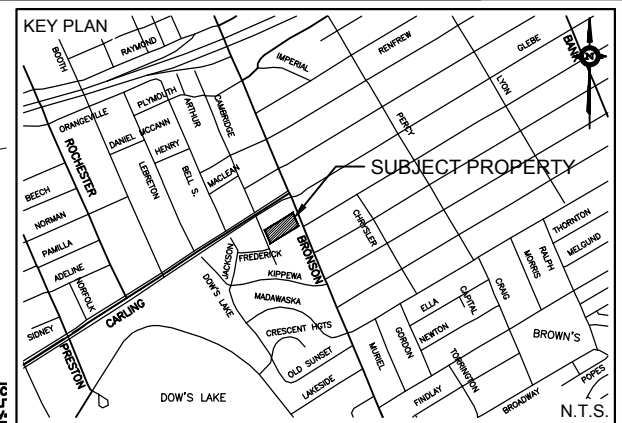 KEY PLAN
BOOTH
RAYMOND
IMPERIAL
RENFREW
GLEBE
BANK
N
LYON
PERCY
ORANGEVILLE
PLYMOUTH
ARTHUR
CAMBRIDGE
DANIEL
MCCANN
HENRY
ROCHESTER
LEBRETON
BELL S.
MACLEAN
SUBJECT PROPERTY
BEECH
NORMAN
PAMILLA
ADELINE
NORFOLK
SIDNEY
CARLING
PRESTON
JACKSON
FREDERICK
BRONSON
CHRYSLER
KIPPEWA
DOW'S LAKE
MADAWASKA
CRESCENT HGTS
OLD SUNSET
LAKESIDE
DOW'S LAKE
MURIEL
GORDON
ELLA
NEWTON
CAPITAL
TORRINGTON
FINDLAY
CRAIG
MORRIS
RALPH
THORNTON
MELGUND
BROWN'S
BROADWAY
POPES
N.T.S.